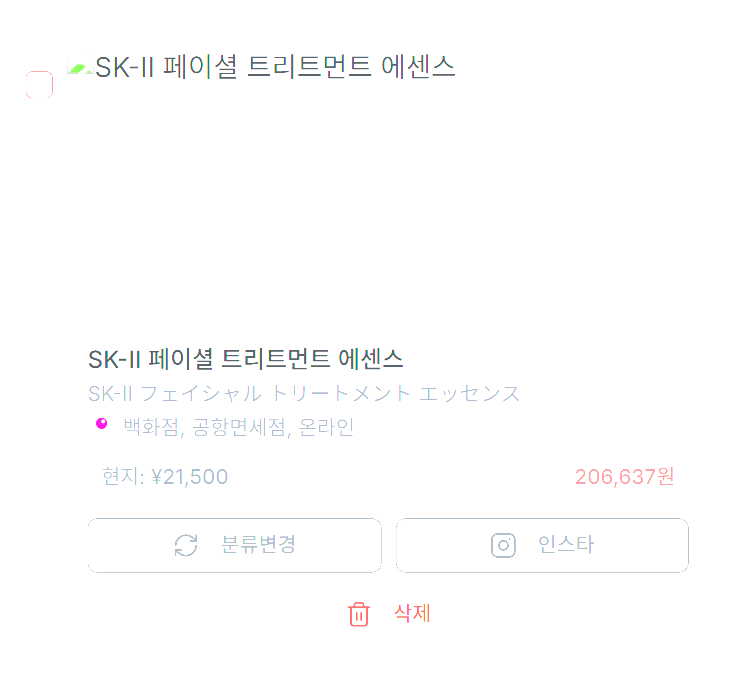 SK-II 페이셜 트리트먼트 에센스
SK-II 페이셜 트리트먼트 에센스
SK-II フェイシャル トリートメント エッセンス
백화점, 공항면세점, 온라인
현지: ¥21,500 206,637원
분류변경 인스타
삭제